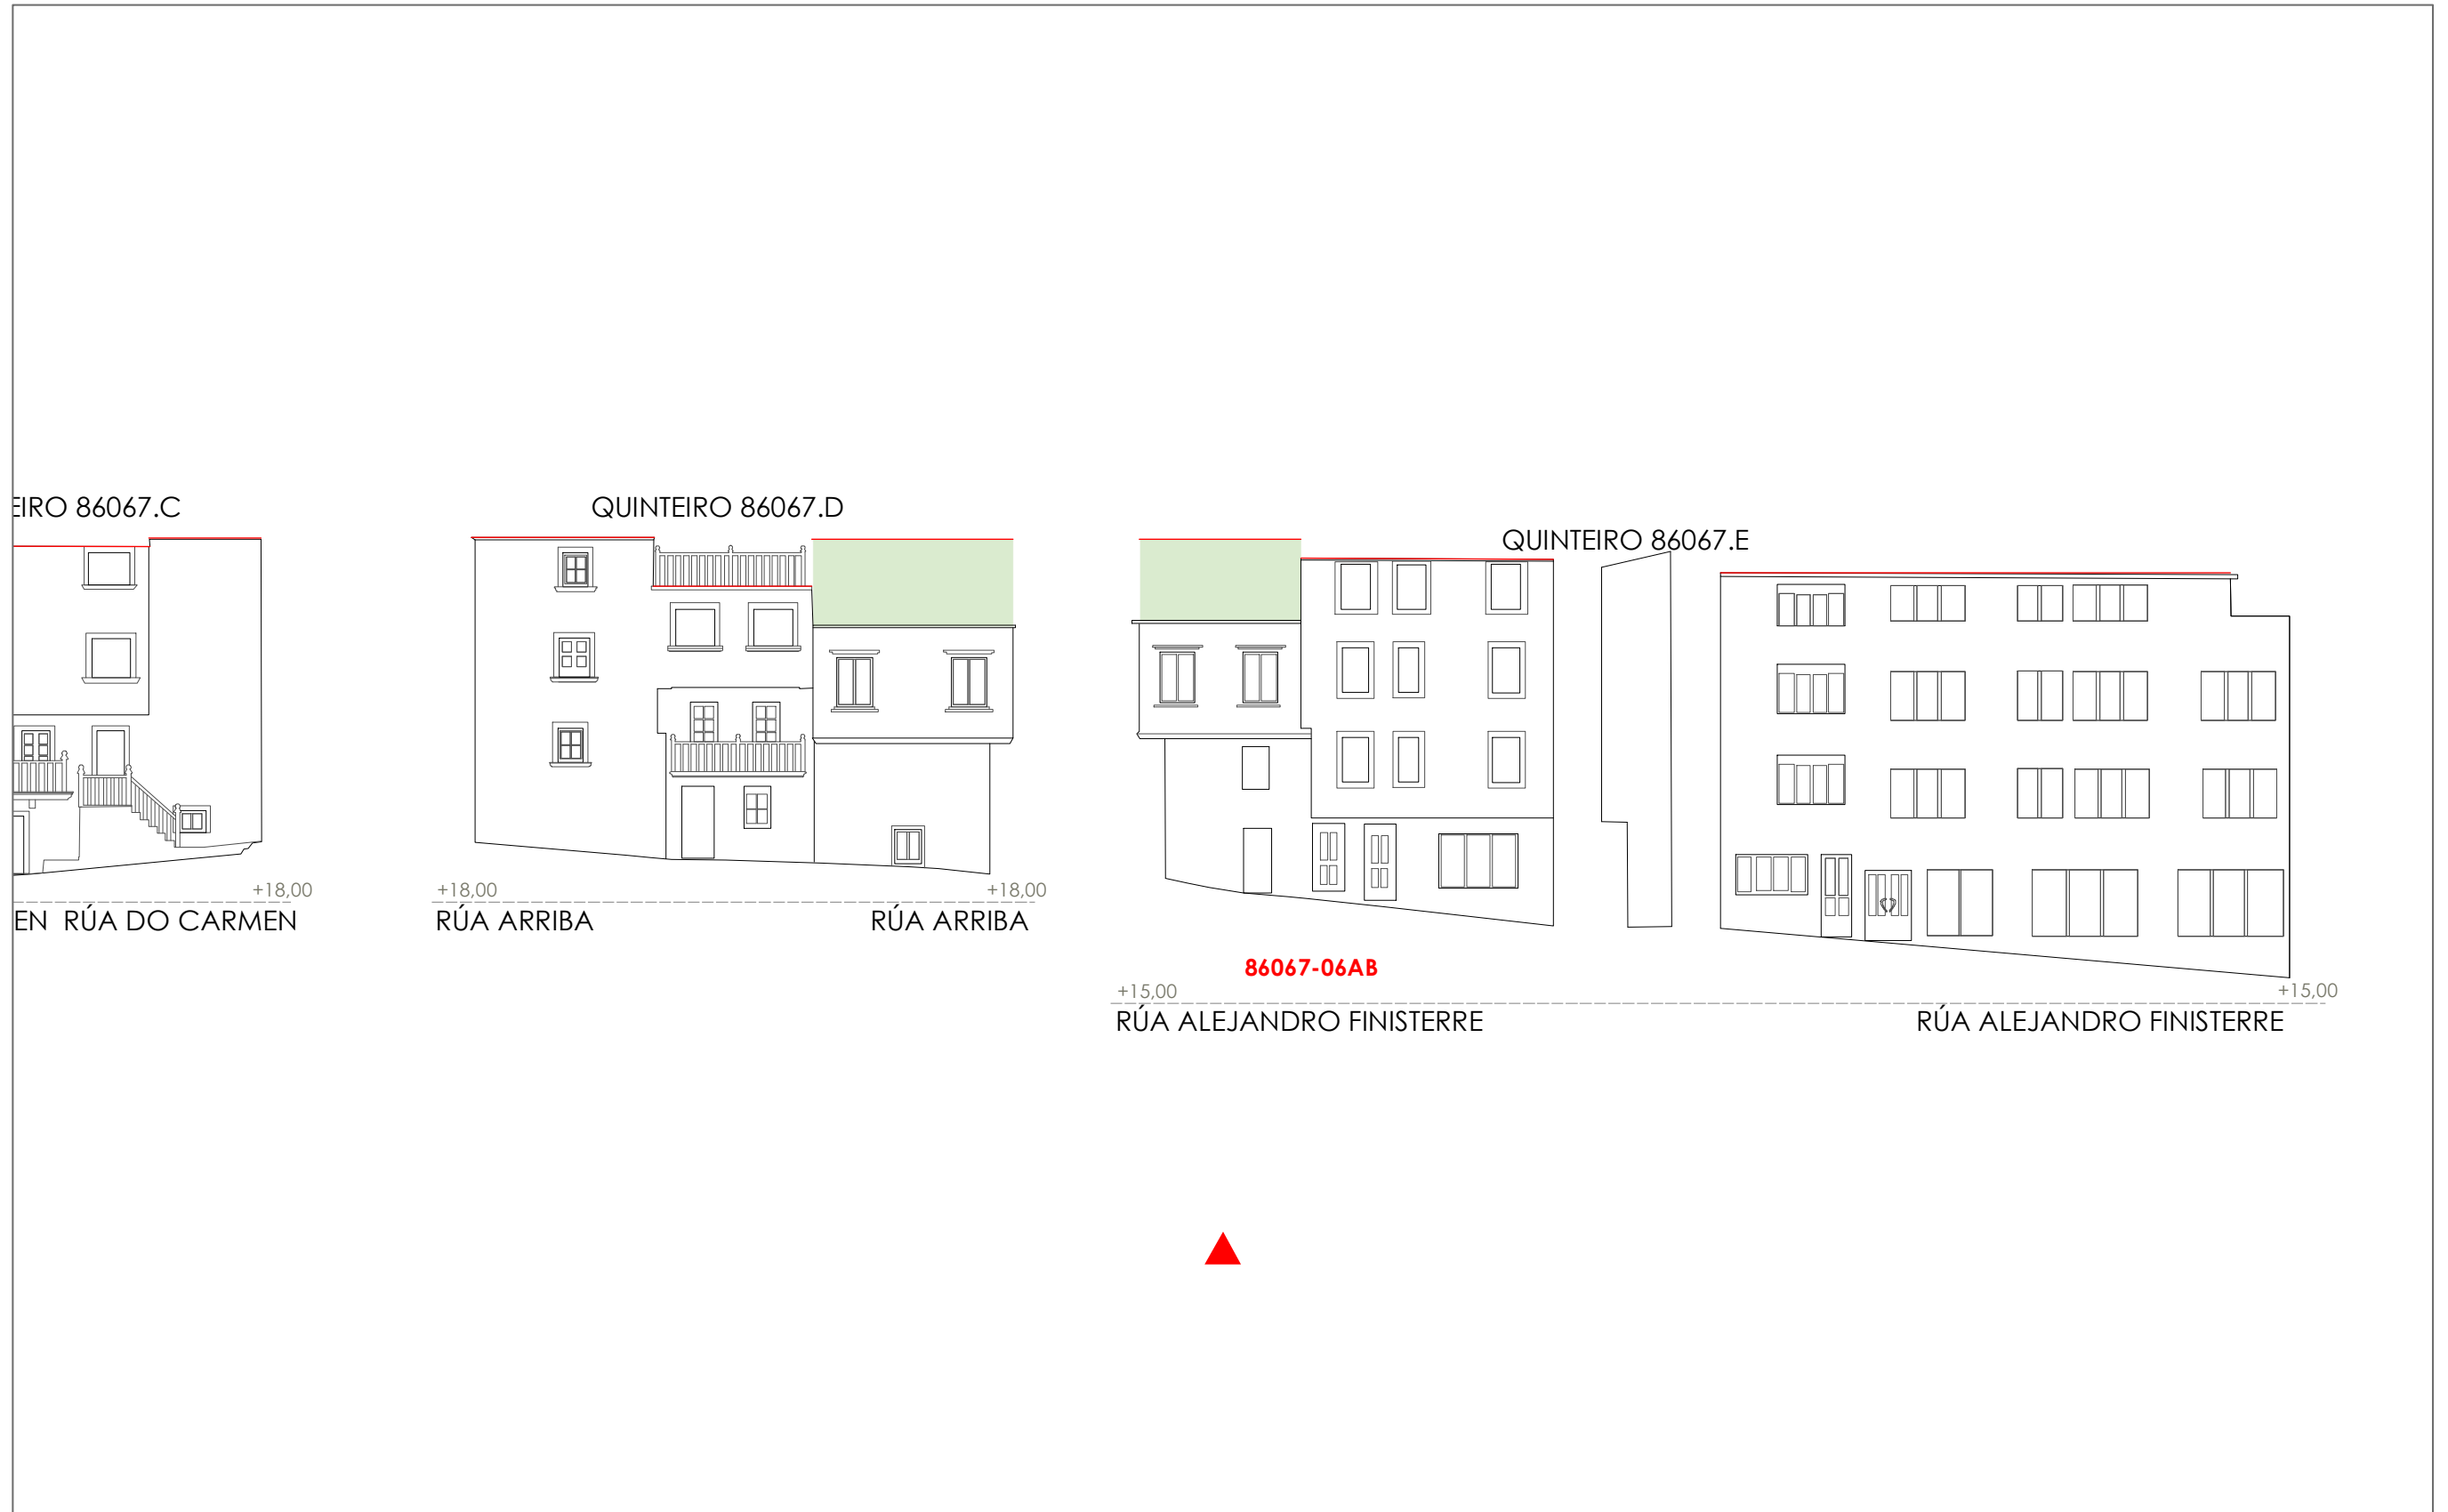 EIRO 86067.C
QUINTEIRO 86067.D
QUINTEIRO 86067.E
+18,00
+18,00
+18,00
EN RÚA DO CARMEN
RÚA ARRIBA
RÚA ARRIBA
86067-06AB
+15,00
+15,00
RÚA ALEJANDRO FINISTERRE
RÚA ALEJANDRO FINISTERRE